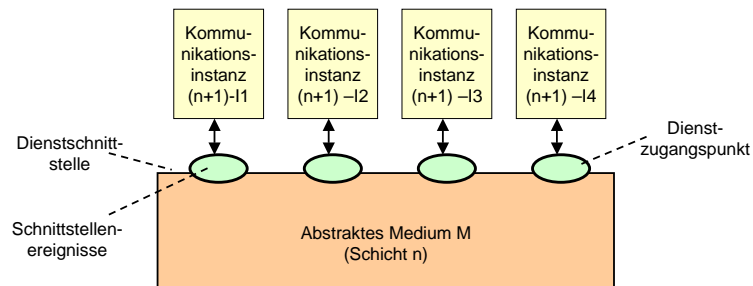 Kommu-
nikations-
instanz
(n+1)-I1
Kommu-
nikations-
instanz
(n+1) –I2
Kommu-
nikations-
instanz
(n+1) –I3
Kommu-
nikations-
instanz
(n+1) –I4
Dienstschnitt-
stelle
Dienst-
zugangspunkt
Schnittstellen-
ereignisse
Abstraktes Medium M
(Schicht n)